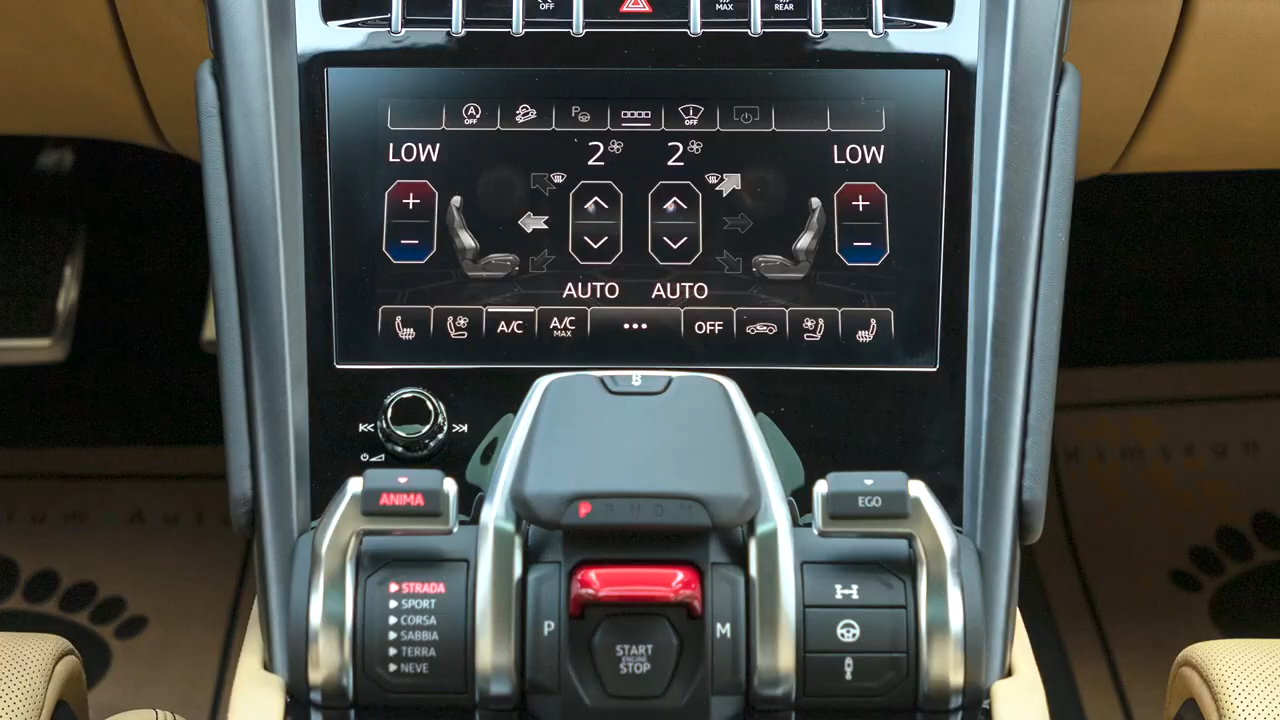 OFF MAX REAR
A OFF P OFF
LOW 2 2 LOW
+ +
- -
AUTO AUTO
A/C A/C MAX ... OFF
ANIMA EGO
P R N D M
STRADA
SPORT
CORSA
SABBIA
TERRA
NEVE
P M
START
ENGINE
STOP